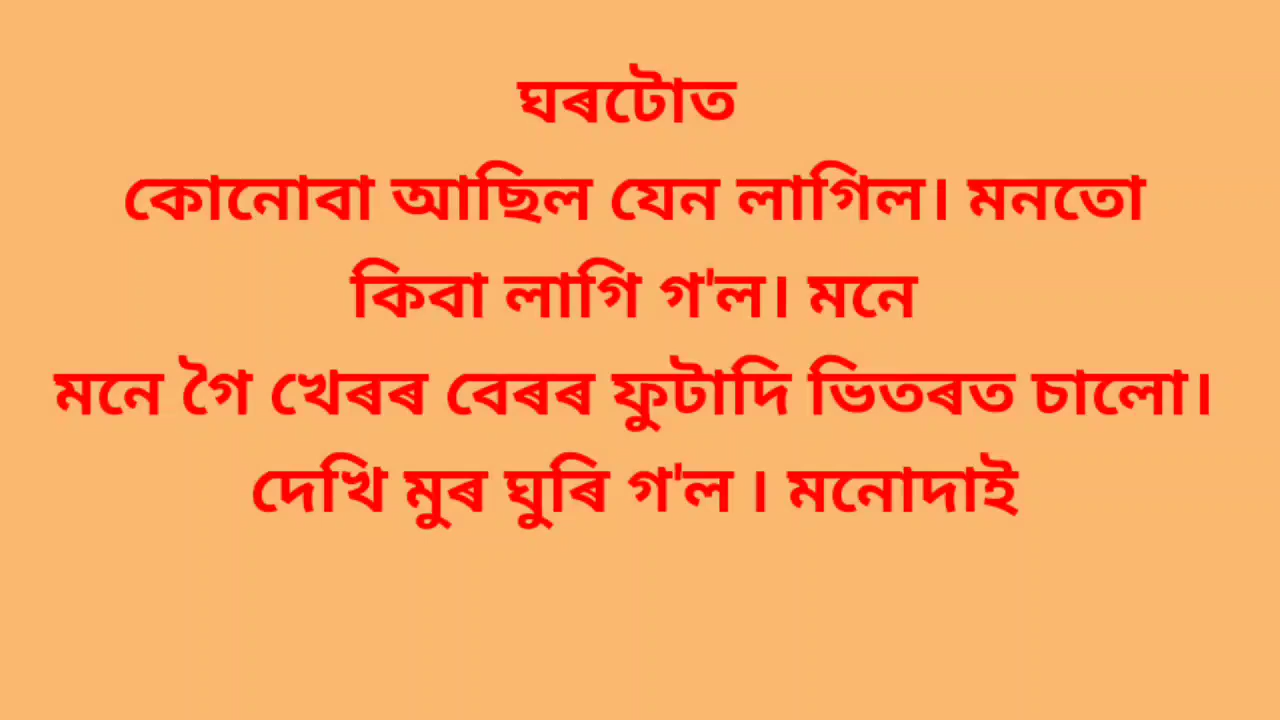 ঘৰটোত
কোনোবা আছিল যেন লাগিল। মনতো
কিবা লাগি গ'ল। মনে
মনে গৈ খেৰৰ বেৰৰ ফুটাদি ভিতৰত চালো।
দেখি মুৰ ঘুৰি গ'ল । মনোদাই